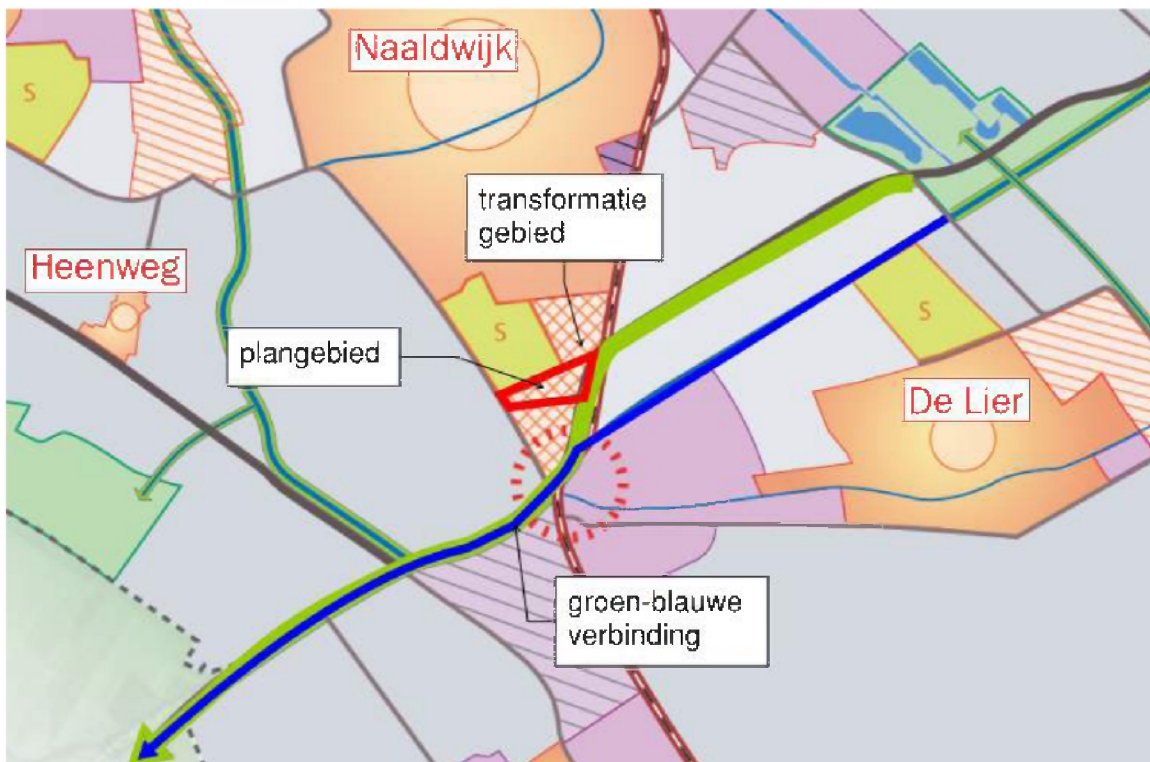 Naaldwijk
S
transformatie
gebied
Heenweg
S
S
plangebied
De Lier
groen-blauwe
verbinding